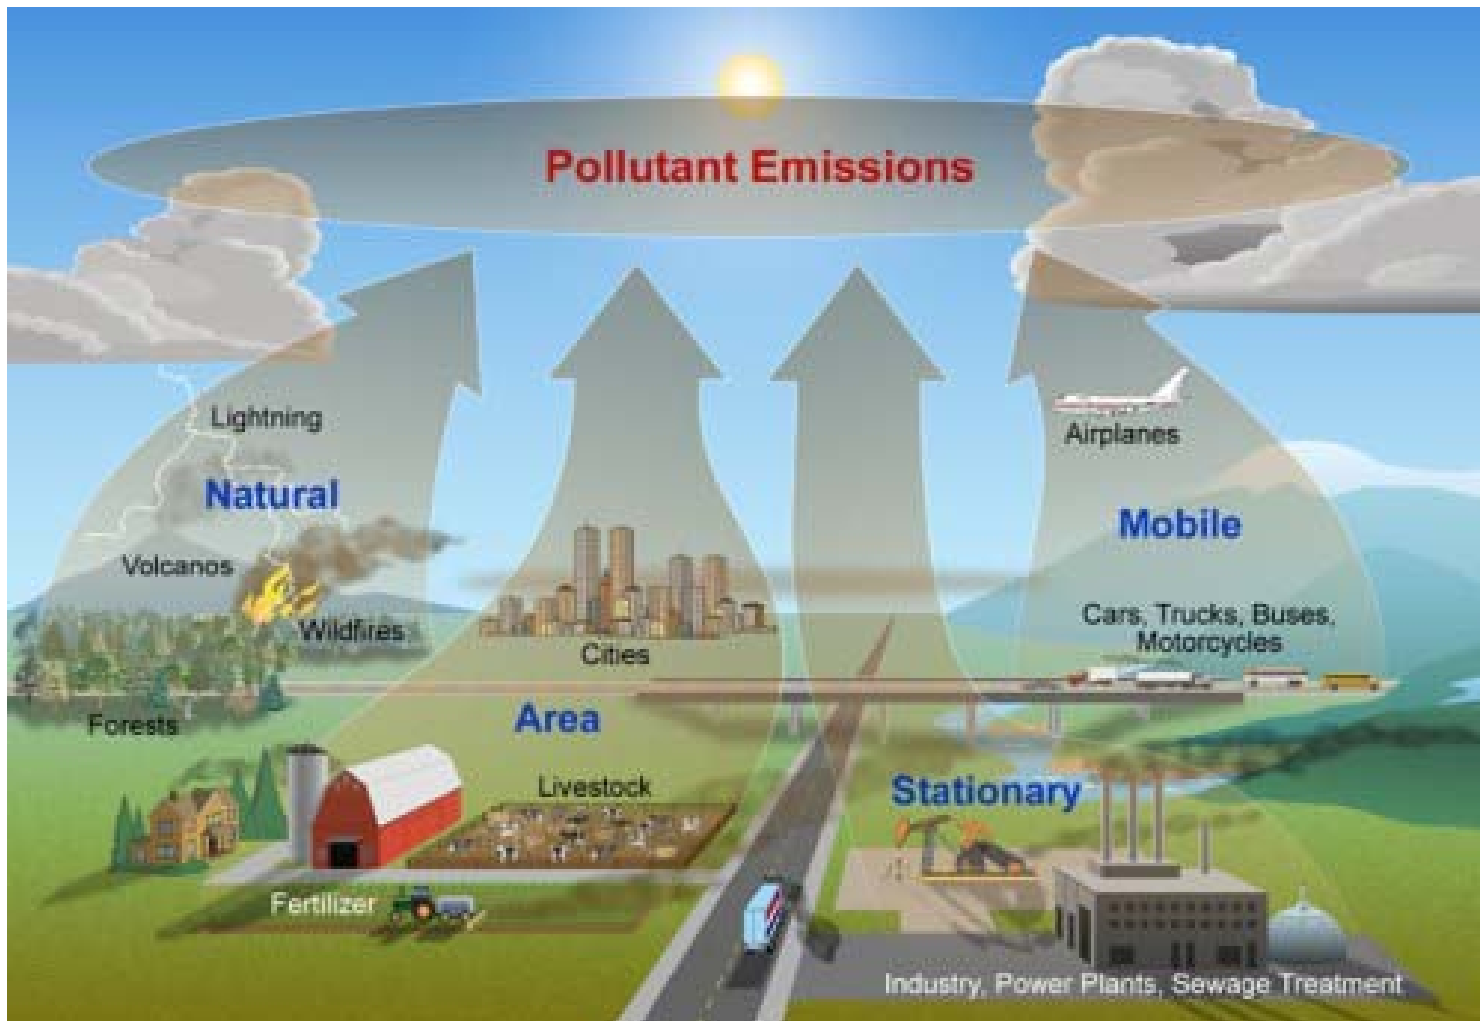 Pollutant Emissions
Lightning
Natural
Volcanos
Wildfires
Forests
Cities
Area
Livestock
Fertilizer
Airplanes
Mobile
Cars, Trucks, Buses,
Motorcycles
Stationary
Industry, Power Plants, Sewage Treatment